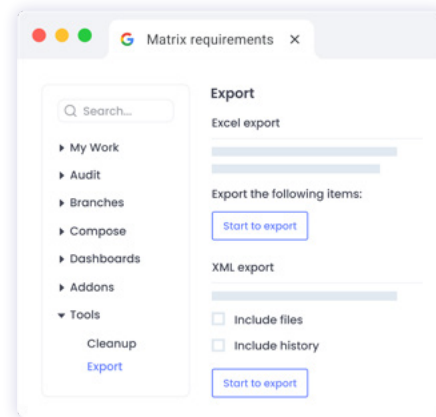 Matrix requirements
Search...
My Work
Audit
Branches
Compose
Dashboards
Addons
Tools
Cleanup
Export
Export
Excel export
Export the following items:
Start to export
XML export
Include files
Include history
Start to export